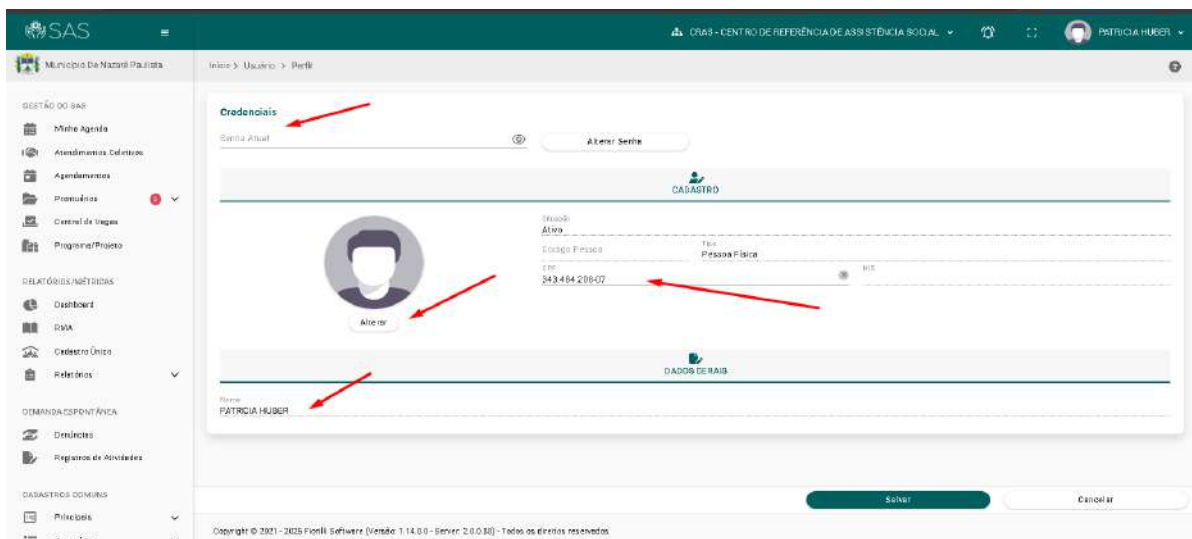 SAS
CRAS - CENTRO DE REFERÊNCIA DE ASSISTÊNCIA SOCIAL
PATRICIA HUBER
Município De Nazaré Paulista
Início > Usuário > Perfil
GESTÃO DO SAS
Minha Agenda
Atendimentos Coletivos
Agendamentos
Prontuários
Central de Vagas
Programa/Projeto
RELATÓRIOS/MÉTRICAS
Dashboard
RMA
Cadastro Único
Relatórios
DEMANDA ESPONTÂNEA
Denúncias
Registros de Atividades
CADASTROS COMUNS
Principais
Credenciais
Senha Atual
Alterar Senha
CADASTRO
Situação
Ativo
Código Pessoa
Tipo
Pessoa Física
CPF
343.464.208-07
NIS
Alterar
DADOS GERAIS
Nome
PATRICIA HUBER
Salvar
Cancelar
Copyright © 2021 - 2025 Fiorilli Software (Versão: 1.14.0.0 - Server: 2.0.0.88) - Todos os direitos reservados